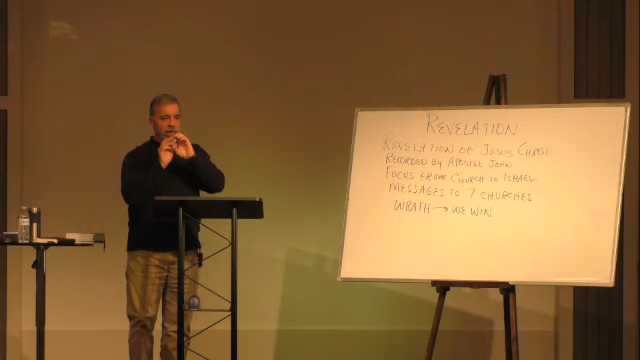 REVELATION
REVELATION OF JESUS CHRIST
RECORDED BY APOSTLE JOHN
FOCUS FROM CHURCH TO ISRAEL
MESSAGES TO 7 CHURCHES
WRATH → WE WIN